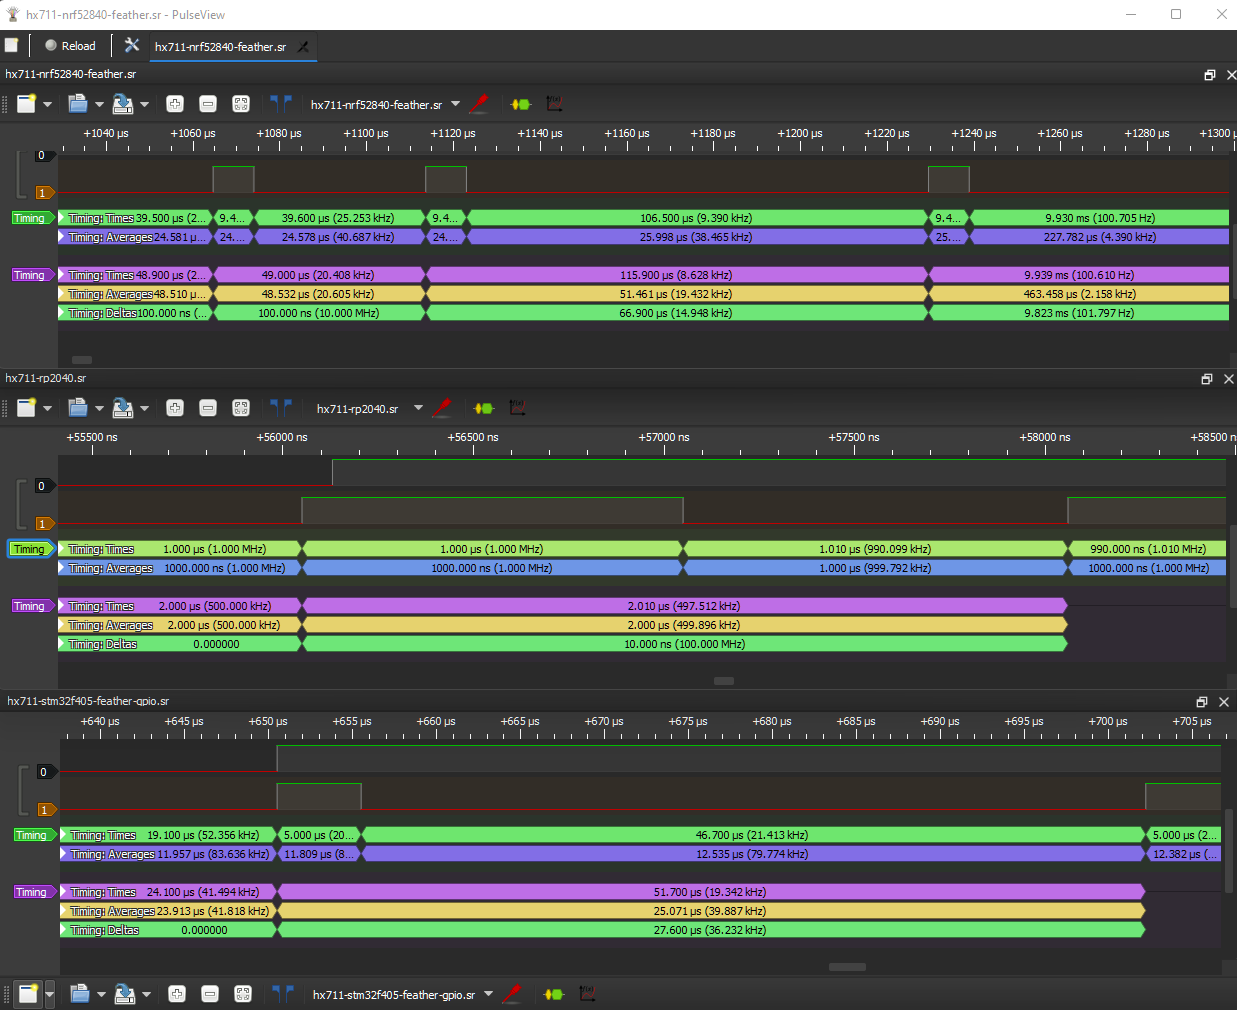 hx711-nrf52840-feather.sr - PulseView
Reload hx711-nrf52840-feather.sr
hx711-nrf52840-feather.sr
hx711-nrf52840-feather.sr
+1040 µs +1060 µs +1080 µs +1100 µs +1120 µs +1140 µs +1160 µs +1180 µs +1200 µs +1220 µs +1240 µs +1260 µs +1280 µs +1300 µs
0
1
Timing Timing: Times 39.500 µs (2... 9.4... 39.600 µs (25.253 kHz) 9.4... 106.500 µs (9.390 kHz) 9.4... 9.930 ms (100.705 Hz)
Timing: Averages 24.581 µ... 24.... 24.578 µs (40.687 kHz) 24.... 25.998 µs (38.465 kHz) 25.... 227.782 µs (4.390 kHz)
Timing Timing: Times 48.900 µs (2... 49.000 µs (20.408 kHz) 115.900 µs (8.628 kHz) 9.939 ms (100.610 Hz)
Timing: Averages 48.510 µ... 48.532 µs (20.605 kHz) 51.461 µs (19.432 kHz) 463.458 µs (2.158 kHz)
Timing: Deltas 100.000 ns (... 100.000 ns (10.000 MHz) 66.900 µs (14.948 kHz) 9.823 ms (101.797 Hz)
hx711-rp2040.sr
hx711-rp2040.sr
+55500 ns +56000 ns +56500 ns +57000 ns +57500 ns +58000 ns +58500 n
0
1
Timing Timing: Times 1.000 µs (1.000 MHz) 1.000 µs (1.000 MHz) 1.010 µs (990.099 kHz) 990.000 ns (1.010 MHz)
Timing: Averages 1000.000 ns (1.000 MHz) 1000.000 ns (1.000 MHz) 1.000 µs (999.792 kHz) 1000.000 ns (1.000 MHz)
Timing Timing: Times 2.000 µs (500.000 kHz) 2.010 µs (497.512 kHz)
Timing: Averages 2.000 µs (500.000 kHz) 2.000 µs (499.896 kHz)
Timing: Deltas 0.000000 10.000 ns (100.000 MHz)
hx711-stm32f405-feather-gpio.sr
+640 µs +645 µs +650 µs +655 µs +660 µs +665 µs +670 µs +675 µs +680 µs +685 µs +690 µs +695 µs +700 µs +705 µs
0
1
Timing Timing: Times 19.100 µs (52.356 kHz) 5.000 µs (20... 46.700 µs (21.413 kHz) 5.000 µs (2...
Timing: Averages 11.957 µs (83.636 kHz) 11.809 µs (8... 12.535 µs (79.774 kHz) 12.382 µs (...
Timing Timing: Times 24.100 µs (41.494 kHz) 51.700 µs (19.342 kHz)
Timing: Averages 23.913 µs (41.818 kHz) 25.071 µs (39.887 kHz)
Timing: Deltas 0.000000 27.600 µs (36.232 kHz)
hx711-stm32f405-feather-gpio.sr